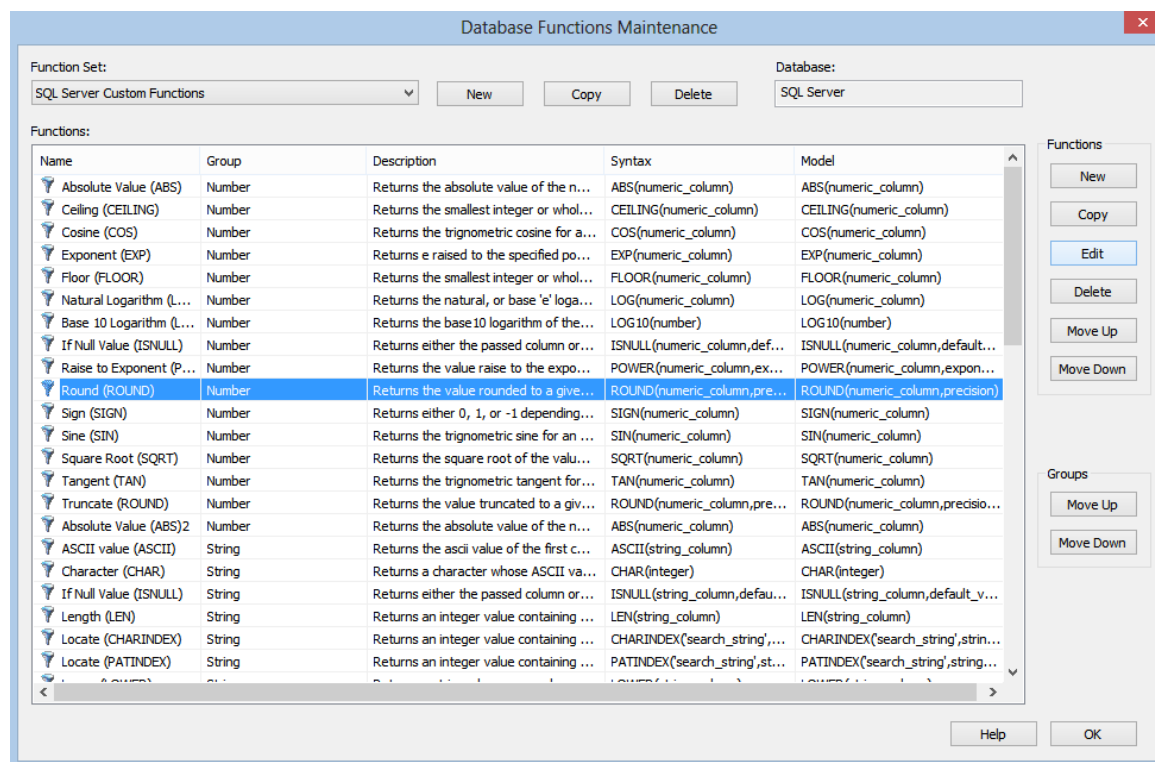 Database Functions Maintenance
Function Set:
Database:
SQL Server Custom Functions
New
Copy
Delete
SQL Server
Functions:
Name Group Description Syntax Model
Absolute Value (ABS) Number Returns the absolute value of the n... ABS(numeric_column) ABS(numeric_column)
Ceiling (CEILING) Number Returns the smallest integer or whol... CEILING(numeric_column) CEILING(numeric_column)
Cosine (COS) Number Returns the trignometric cosine for a... COS(numeric_column) COS(numeric_column)
Exponent (EXP) Number Returns e raised to the specified po... EXP(numeric_column) EXP(numeric_column)
Floor (FLOOR) Number Returns the smallest integer or whol... FLOOR(numeric_column) FLOOR(numeric_column)
Natural Logarithm (L... Number Returns the natural, or base 'e' loga... LOG(numeric_column) LOG(numeric_column)
Base 10 Logarithm (L... Number Returns the base10 logarithm of the... LOG10(number) LOG10(number)
If Null Value (ISNULL) Number Returns either the passed column or... ISNULL(numeric_column,def... ISNULL(numeric_column,default...
Raise to Exponent (P... Number Returns the value raise to the expo... POWER(numeric_column,ex... POWER(numeric_column,expon...
Round (ROUND) Number Returns the value rounded to a give... ROUND(numeric_column,pre... ROUND(numeric_column,precision)
Sign (SIGN) Number Returns either 0, 1, or -1 depending... SIGN(numeric_column) SIGN(numeric_column)
Sine (SIN) Number Returns the trignometric sine for an ... SIN(numeric_column) SIN(numeric_column)
Square Root (SQRT) Number Returns the square root of the valu... SQRT(numeric_column) SQRT(numeric_column)
Tangent (TAN) Number Returns the trignometric tangent for... TAN(numeric_column) TAN(numeric_column)
Truncate (ROUND) Number Returns the value truncated to a giv... ROUND(numeric_column,pre... ROUND(numeric_column,precisio...
Absolute Value (ABS)2 Number Returns the absolute value of the n... ABS(numeric_column) ABS(numeric_column)
ASCII value (ASCII) String Returns the ascii value of the first c... ASCII(string_column) ASCII(string_column)
Character (CHAR) String Returns a character whose ASCII va... CHAR(integer) CHAR(integer)
If Null Value (ISNULL) String Returns either the passed column or... ISNULL(string_column,defau... ISNULL(string_column,default_v...
Length (LEN) String Returns an integer value containing ... LEN(string_column) LEN(string_column)
Locate (CHARINDEX) String Returns an integer value containing ... CHARINDEX('search_string',... CHARINDEX('search_string',strin...
Locate (PATINDEX) String Returns an integer value containing ... PATINDEX('search_string',st... PATINDEX('search_string',string...
Functions
New
Copy
Edit
Delete
Move Up
Move Down
Groups
Move Up
Move Down
Help
OK